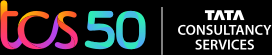 tcs 50
TATA
CONSULTANCY
SERVICES